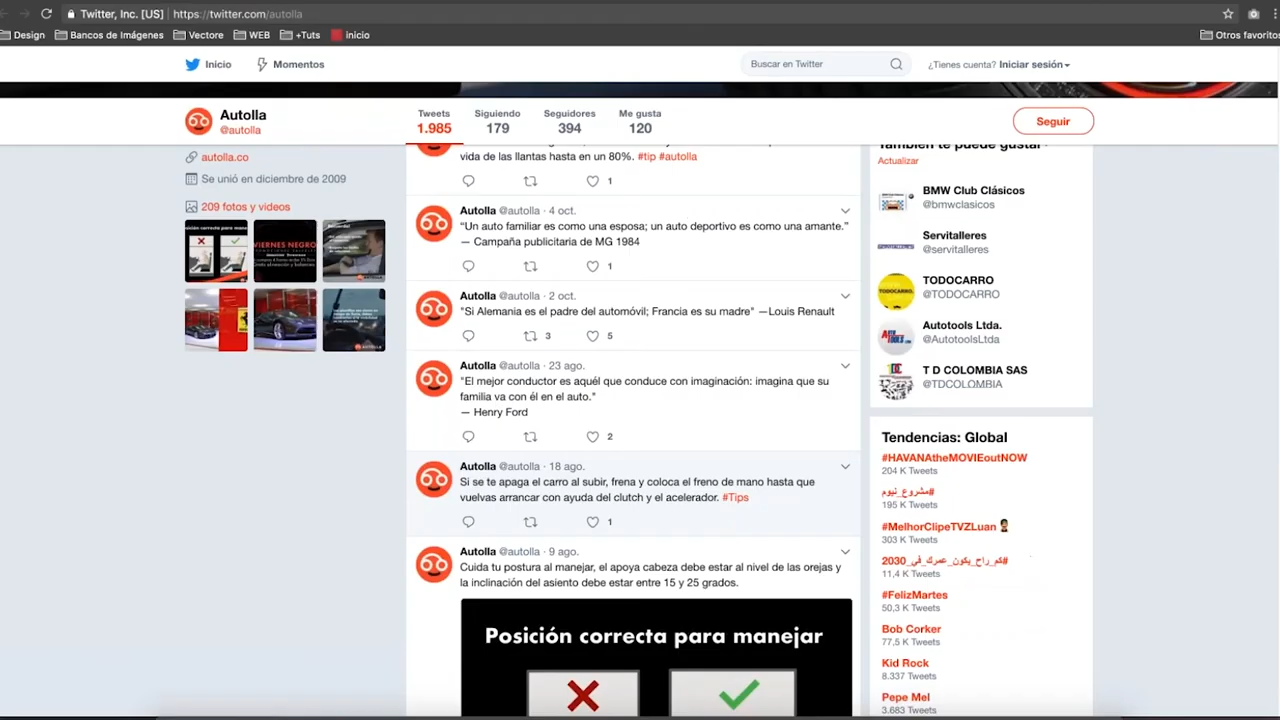 Twitter, Inc. [US] | https://twitter.com/autolla
Design Bancos de Imágenes Vectore WEB +Tuts inicio Otros favoritos
Inicio Momentos Buscar en Twitter ¿Tienes cuenta? Iniciar sesión
Autolla
@autolla
Tweets Siguiendo Seguidores Me gusta
1.985 179 394 120
Seguir
autolla.co
Se unió en diciembre de 2009
209 fotos y videos
vida de las llantas hasta en un 80%. #tip #autolla
1
Autolla @autolla · 4 oct.
“Un auto familiar es como una esposa; un auto deportivo es como una amante.”
— Campaña publicitaria de MG 1984
1
Autolla @autolla · 2 oct.
"Si Alemania es el padre del automóvil; Francia es su madre" —Louis Renault
3 5
Autolla @autolla · 23 ago.
"El mejor conductor es aquél que conduce con imaginación: imagina que su
familia va con él en el auto."
— Henry Ford
2
Autolla @autolla · 18 ago.
Si se te apaga el carro al subir, frena y coloca el freno de mano hasta que
vuelvas arrancar con ayuda del clutch y el acelerador. #Tips
1
Autolla @autolla · 9 ago.
Cuida tu postura al manejar, el apoya cabeza debe estar al nivel de las orejas y
la inclinación del asiento debe estar entre 15 y 25 grados.
Posición correcta para manejar
También te puede gustar
Actualizar
BMW Club Clásicos
@bmwclasicos
Servitalleres
@servitalleres
TODOCARRO
@TODOCARRO
Autotools Ltda.
@AutotoolsLtda
T D COLOMBIA SAS
@TDCOLOMBIA
Tendencias: Global
#HAVANAtheMOVIEoutNOW
204 K Tweets
#مشروع_نيوم
195 K Tweets
#MelhorClipeTVZLuan
303 K Tweets
#كم_راح_يكون_عمرك_في_2030
11,4 K Tweets
#FelizMartes
50,3 K Tweets
Bob Corker
77,5 K Tweets
Kid Rock
8.337 Tweets
Pepe Mel
3.683 Tweets